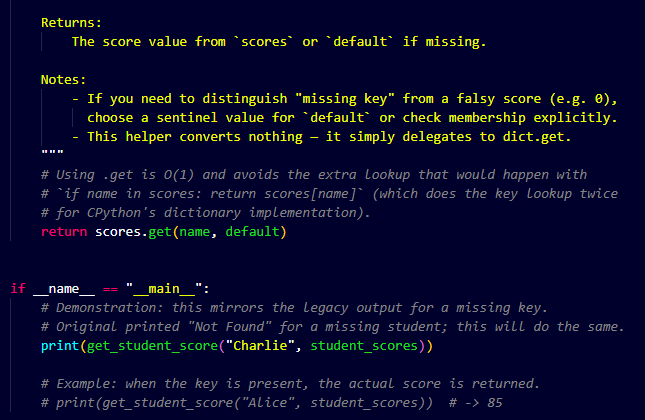 Returns:
The score value from `scores` or `default` if missing.
Notes:
- If you need to distinguish "missing key" from a falsy score (e.g. 0),
choose a sentinel value for `default` or check membership explicitly.
- This helper converts nothing — it simply delegates to dict.get.
"""
# Using .get is O(1) and avoids the extra lookup that would happen with
# `if name in scores: return scores[name]` (which does the key lookup twice
# for CPython's dictionary implementation).
return scores.get(name, default)
if __name__ == "__main__":
# Demonstration: this mirrors the legacy output for a missing key.
# Original printed "Not Found" for a missing student; this will do the same.
print(get_student_score("Charlie", student_scores))
# Example: when the key is present, the actual score is returned.
# print(get_student_score("Alice", student_scores))  # -> 85